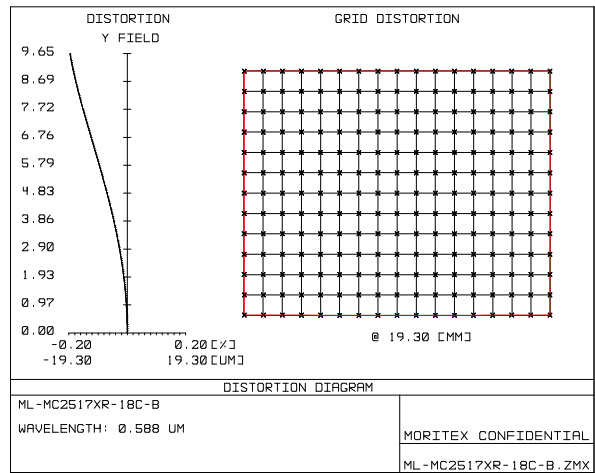 DISTORTION
Y FIELD
9.65
8.69
7.72
6.76
5.79
4.83
3.86
2.90
1.93
0.97
0.00
-0.20 0.20[%]
-19.30 19.30[UM]
GRID DISTORTION
@ 19.30 [MM]
DISTORTION DIAGRAM
ML-MC2517XR-18C-B
WAVELENGTH: 0.588 UM
MORITEX CONFIDENTIAL
ML-MC2517XR-18C-B.ZMX